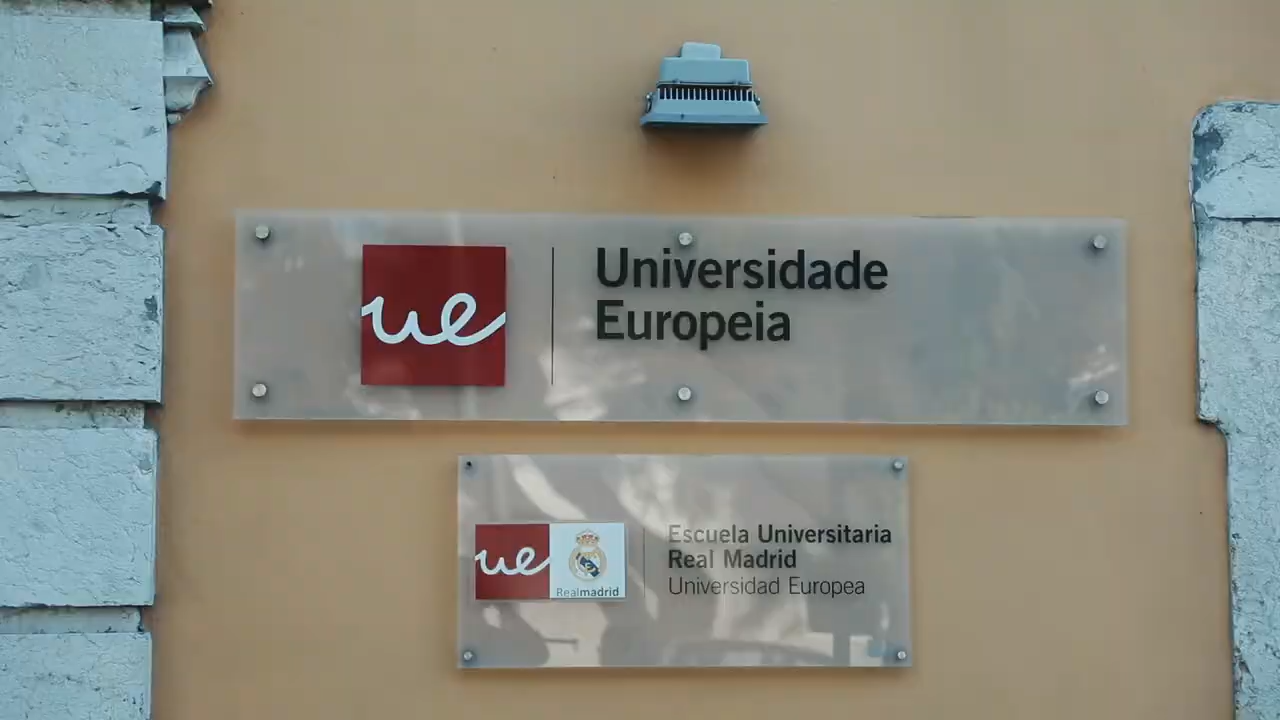 ue
Universidade
Europeia
ue
Realmadrid
Escuela Universitaria
Real Madrid
Universidad Europea